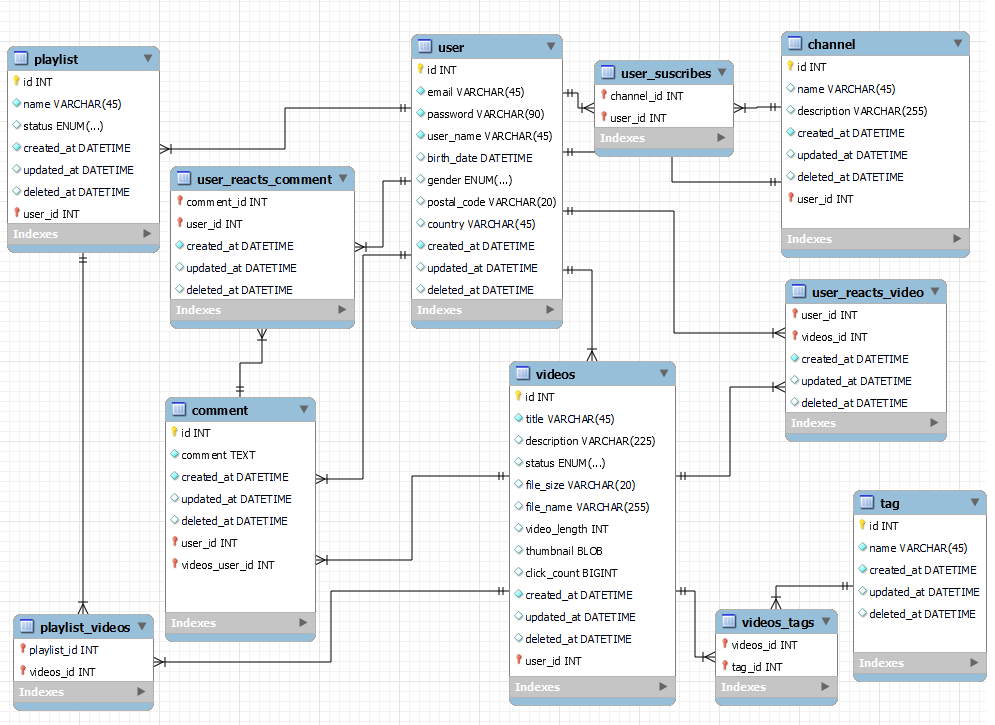 playlist
id INT
name VARCHAR(45)
status ENUM(...)
created_at DATETIME
updated_at DATETIME
deleted_at DATETIME
user_id INT
Indexes
user
id INT
email VARCHAR(45)
password VARCHAR(90)
user_name VARCHAR(45)
birth_date DATETIME
gender ENUM(...)
postal_code VARCHAR(20)
country VARCHAR(45)
created_at DATETIME
updated_at DATETIME
deleted_at DATETIME
Indexes
user_suscribes
channel_id INT
user_id INT
Indexes
channel
id INT
name VARCHAR(45)
description VARCHAR(255)
created_at DATETIME
updated_at DATETIME
deleted_at DATETIME
user_id INT
Indexes
user_reacts_comment
comment_id INT
user_id INT
created_at DATETIME
updated_at DATETIME
deleted_at DATETIME
Indexes
user_reacts_video
user_id INT
videos_id INT
created_at DATETIME
updated_at DATETIME
deleted_at DATETIME
Indexes
comment
id INT
comment TEXT
created_at DATETIME
updated_at DATETIME
deleted_at DATETIME
user_id INT
videos_user_id INT
Indexes
videos
id INT
title VARCHAR(45)
description VARCHAR(225)
status ENUM(...)
file_size VARCHAR(20)
file_name VARCHAR(255)
video_length INT
thumbnail BLOB
click_count BIGINT
created_at DATETIME
updated_at DATETIME
deleted_at DATETIME
user_id INT
Indexes
tag
id INT
name VARCHAR(45)
created_at DATETIME
updated_at DATETIME
deleted_at DATETIME
Indexes
playlist_videos
playlist_id INT
videos_id INT
Indexes
videos_tags
videos_id INT
tag_id INT
Indexes